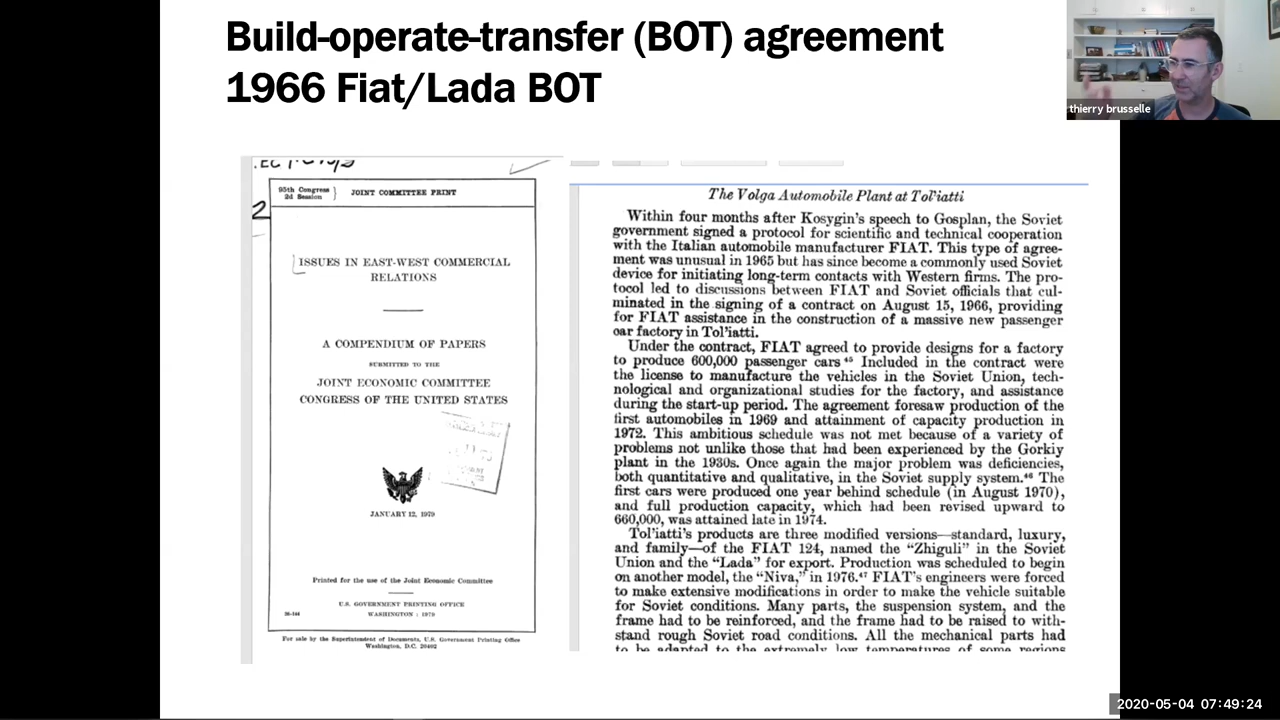 Build-operate-transfer (BOT) agreement
1966 Fiat/Lada BOT
thierry brusselle
2
95th Congress
2d Session
JOINT COMMITTEE PRINT
ISSUES IN EAST-WEST COMMERCIAL
RELATIONS
A COMPENDIUM OF PAPERS
SUBMITTED TO THE
JOINT ECONOMIC COMMITTEE
CONGRESS OF THE UNITED STATES
JANUARY 12, 1979
Printed for the use of the Joint Economic Committee
U.S. GOVERNMENT PRINTING OFFICE
WASHINGTON : 1979
For sale by the Superintendent of Documents, U.S. Government Printing Office
Washington, D.C. 20402
The Volga Automobile Plant at Tol'iatti
Within four months after Kosygin's speech to Gosplan, the Soviet
government signed a protocol for scientific and technical cooperation
with the Italian automobile manufacturer FIAT. This type of agree-
ment was unusual in 1965 but has since become a commonly used Soviet
device for initiating long-term contacts with Western firms. The pro-
tocol led to discussions between FIAT and Soviet officials that cul-
minated in the signing of a contract on August 15, 1966, providing
for FIAT assistance in the construction of a massive new passenger
car factory in Tol'iatti.
Under the contract, FIAT agreed to provide designs for a factory
to produce 600,000 passenger cars ⁴⁵ Included in the contract were
the license to manufacture the vehicles in the Soviet Union, tech-
nological and organizational studies for the factory, and assistance
during the start-up period. The agreement foresaw production of the
first automobiles in 1969 and attainment of capacity production in
1972. This ambitious schedule was not met because of a variety of
problems not unlike those that had been experienced by the Gorkiy
plant in the 1930s. Once again the major problem was deficiencies,
both quantitative and qualitative, in the Soviet supply system.⁴⁶ The
first cars were produced one year behind schedule (in August 1970),
and full production capacity, which had been revised upward to
660,000, was attained late in 1974.
Tol'iatti's products are three modified versions—standard, luxury,
and family—of the FIAT 124, named the "Zhiguli" in the Soviet
Union and the "Lada" for export. Production was scheduled to begin
on another model, the "Niva," in 1976.⁴⁷ FIAT's engineers were forced
to make extensive modifications in order to make the vehicle suitable
for Soviet conditions. Many parts, the suspension system, and the
frame had to be reinforced, and the frame had to be raised to with-
stand rough Soviet road conditions. All the mechanical parts had
to be adapted to the extremely low temperatures of some regions
2020-05-04 07:49:24